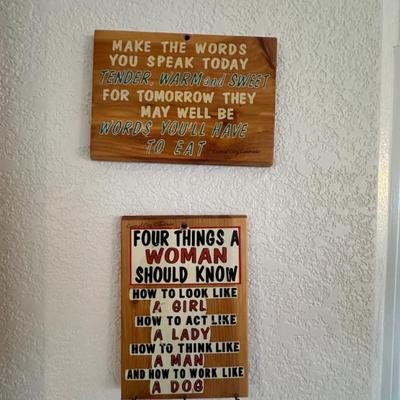 MAKE THE WORDS
YOU SPEAK TODAY
TENDER, WARM and SWEET
FOR TOMORROW THEY
MAY WELL BE
WORDS YOU'LL HAVE
TO EAT
FOUR THINGS A
WOMAN
SHOULD KNOW
HOW TO LOOK LIKE
A GIRL
HOW TO ACT LIKE
A LADY
HOW TO THINK LIKE
A MAN
AND HOW TO WORK LIKE
A DOG